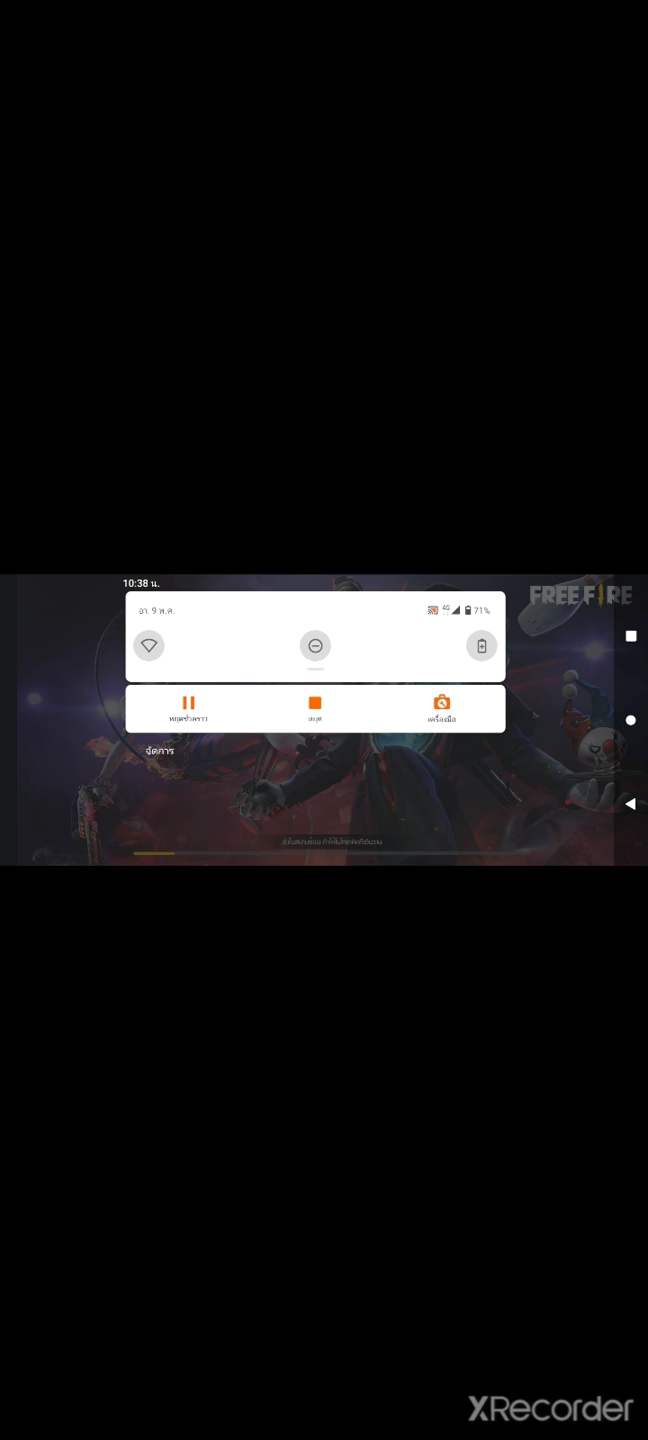 10:38 น.
FREE FIRE
อา. 9 พ.ค.
4G
71%
หยุดชั่วคราว
หยุด
เครื่องมือ
จัดการ
XRecorder